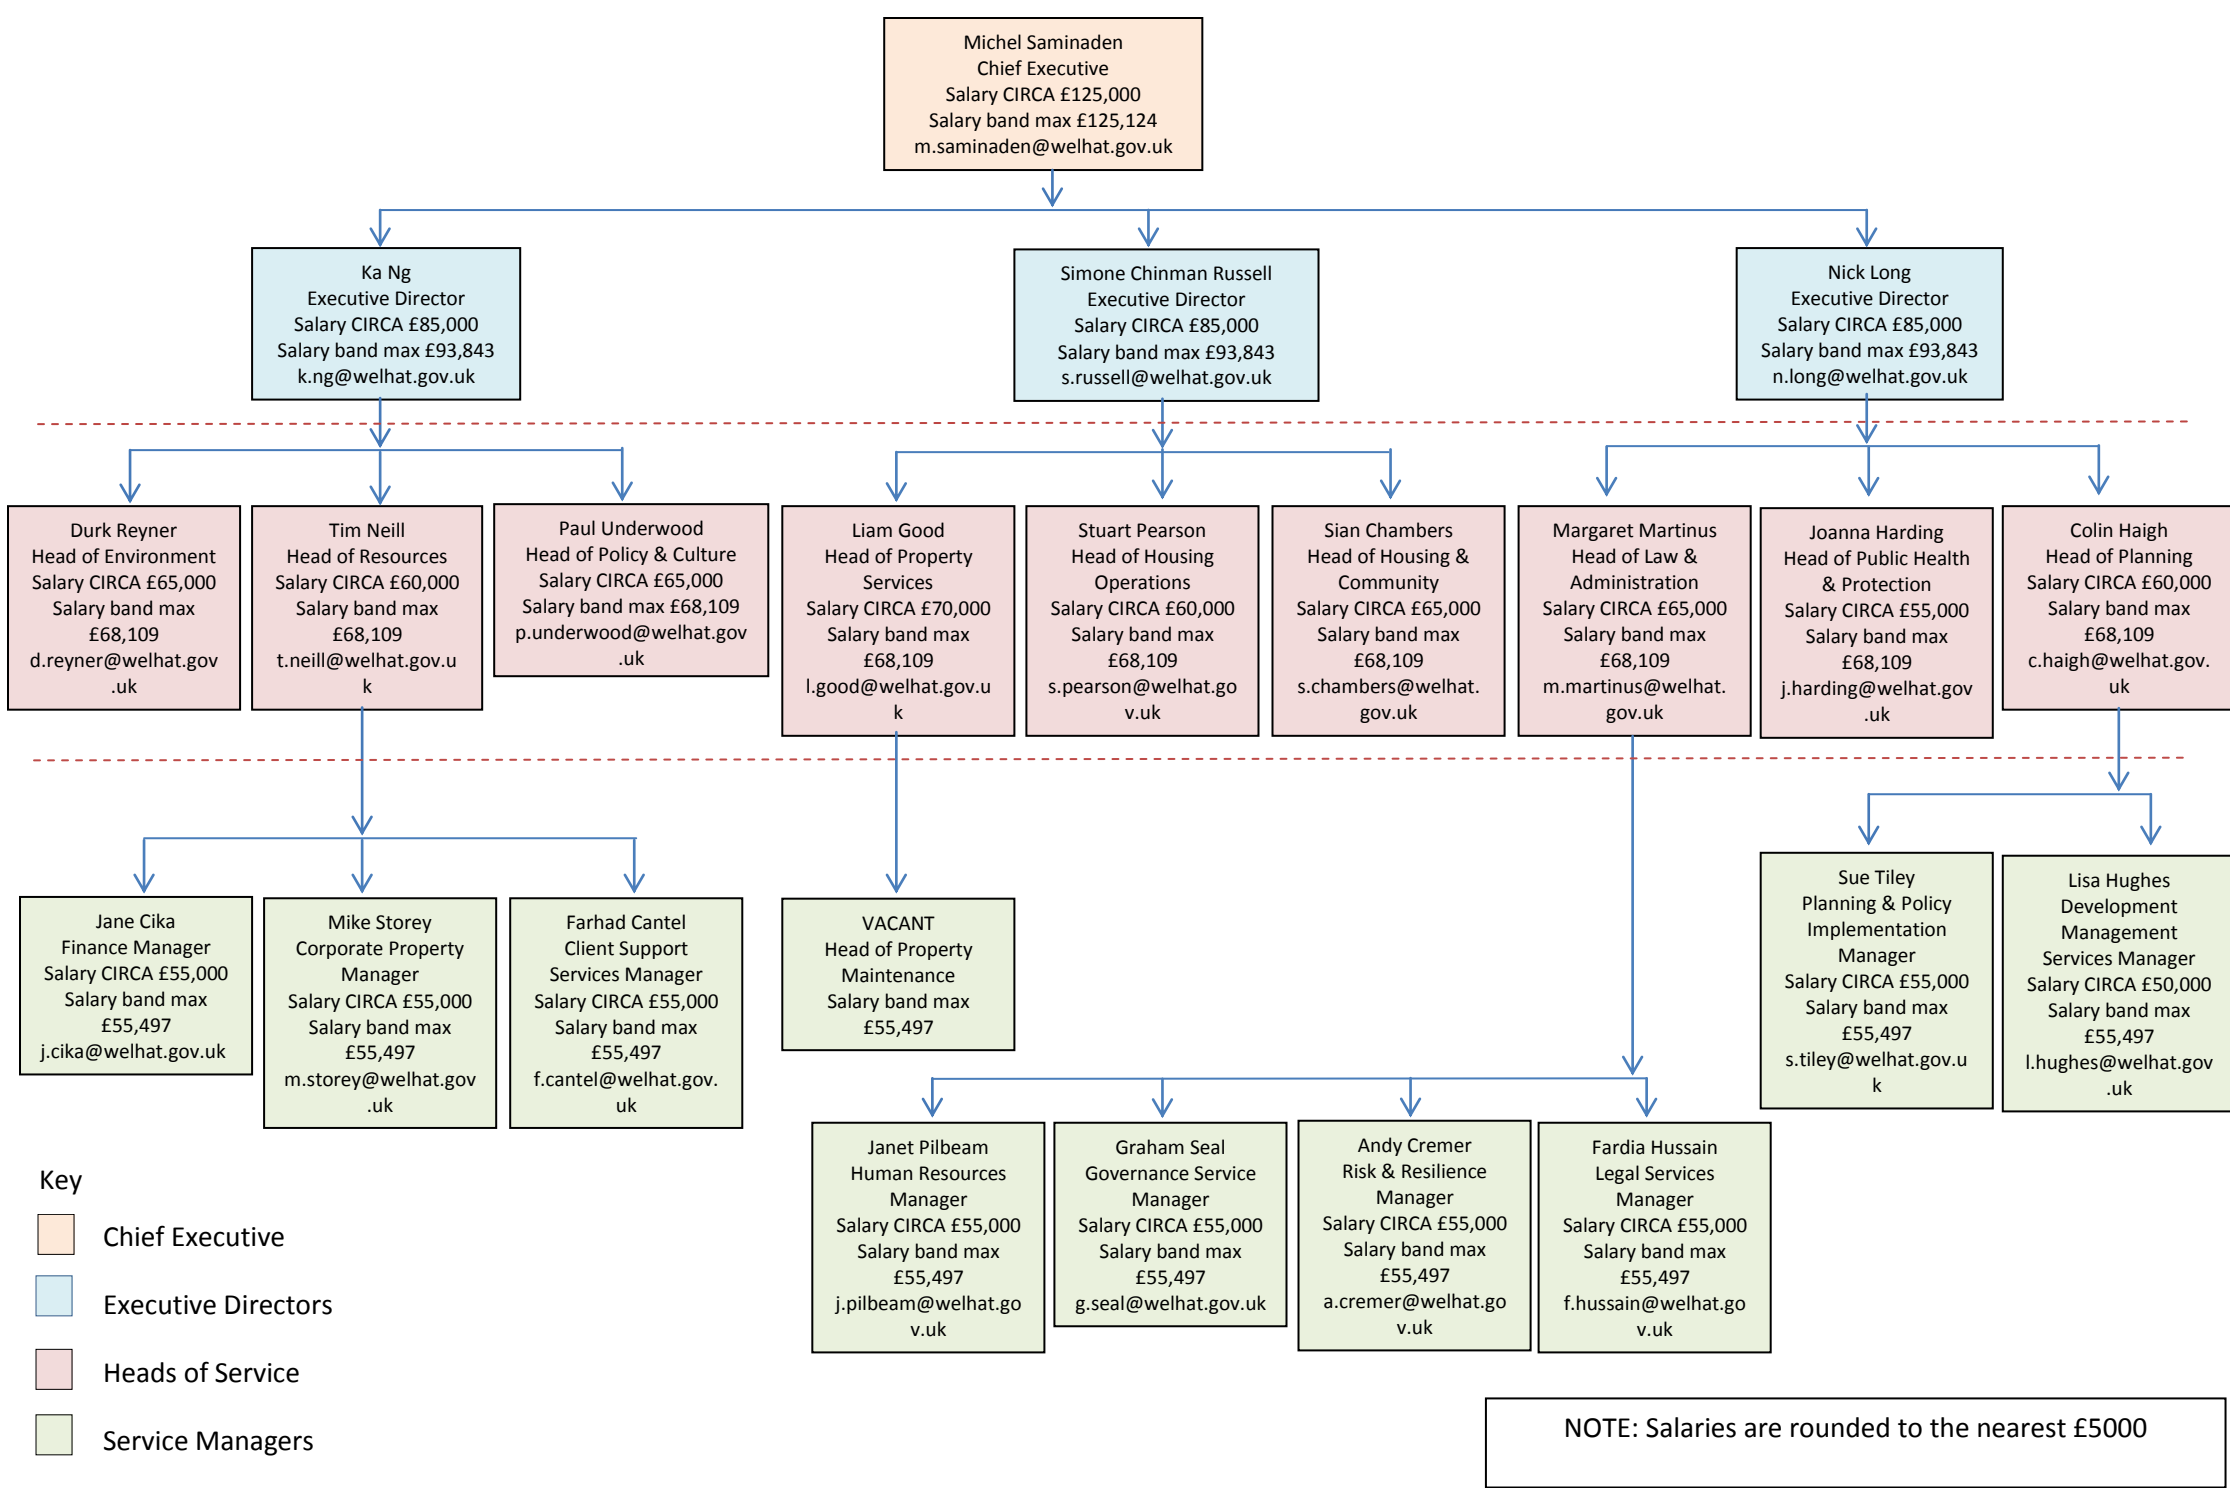 Michel Saminaden
Chief Executive
Salary CIRCA £125,000
Salary band max £125,124
m.saminaden@welhat.gov.uk
Ka Ng
Executive Director
Salary CIRCA £85,000
Salary band max £93,843
k.ng@welhat.gov.uk
Simone Chinman Russell
Executive Director
Salary CIRCA £85,000
Salary band max £93,843
s.russell@welhat.gov.uk
Nick Long
Executive Director
Salary CIRCA £85,000
Salary band max £93,843
n.long@welhat.gov.uk
Durk Reyner
Head of Environment
Salary CIRCA £65,000
Salary band max
£68,109
d.reyner@welhat.gov
.uk
Tim Neill
Head of Resources
Salary CIRCA £60,000
Salary band max
£68,109
t.neill@welhat.gov.u
k
Paul Underwood
Head of Policy & Culture
Salary CIRCA £65,000
Salary band max £68,109
p.underwood@welhat.gov
.uk
Liam Good
Head of Property
Services
Salary CIRCA £70,000
Salary band max
£68,109
l.good@welhat.gov.u
k
Stuart Pearson
Head of Housing
Operations
Salary CIRCA £60,000
Salary band max
£68,109
s.pearson@welhat.go
v.uk
Sian Chambers
Head of Housing &
Community
Salary CIRCA £65,000
Salary band max
£68,109
s.chambers@welhat.
gov.uk
Margaret Martinus
Head of Law &
Administration
Salary CIRCA £65,000
Salary band max
£68,109
m.martinus@welhat.
gov.uk
Joanna Harding
Head of Public Health
& Protection
Salary CIRCA £55,000
Salary band max
£68,109
j.harding@welhat.gov
.uk
Colin Haigh
Head of Planning
Salary CIRCA £60,000
Salary band max
£68,109
c.haigh@welhat.gov.
uk
Jane Cika
Finance Manager
Salary CIRCA £55,000
Salary band max
£55,497
j.cika@welhat.gov.uk
Mike Storey
Corporate Property
Manager
Salary CIRCA £55,000
Salary band max
£55,497
m.storey@welhat.gov
.uk
Farhad Cantel
Client Support
Services Manager
Salary CIRCA £55,000
Salary band max
£55,497
f.cantel@welhat.gov.
uk
VACANT
Head of Property
Maintenance
Salary band max
£55,497
Sue Tiley
Planning & Policy
Implementation
Manager
Salary CIRCA £55,000
Salary band max
£55,497
s.tiley@welhat.gov.u
k
Lisa Hughes
Development
Management
Services Manager
Salary CIRCA £50,000
Salary band max
£55,497
l.hughes@welhat.gov
.uk
Janet Pilbeam
Human Resources
Manager
Salary CIRCA £55,000
Salary band max
£55,497
j.pilbeam@welhat.go
v.uk
Graham Seal
Governance Service
Manager
Salary CIRCA £55,000
Salary band max
£55,497
g.seal@welhat.gov.uk
Andy Cremer
Risk & Resilience
Manager
Salary CIRCA £55,000
Salary band max
£55,497
a.cremer@welhat.go
v.uk
Fardia Hussain
Legal Services
Manager
Salary CIRCA £55,000
Salary band max
£55,497
f.hussain@welhat.go
v.uk
Key
Chief Executive
Executive Directors
Heads of Service
Service Managers
NOTE: Salaries are rounded to the nearest £5000